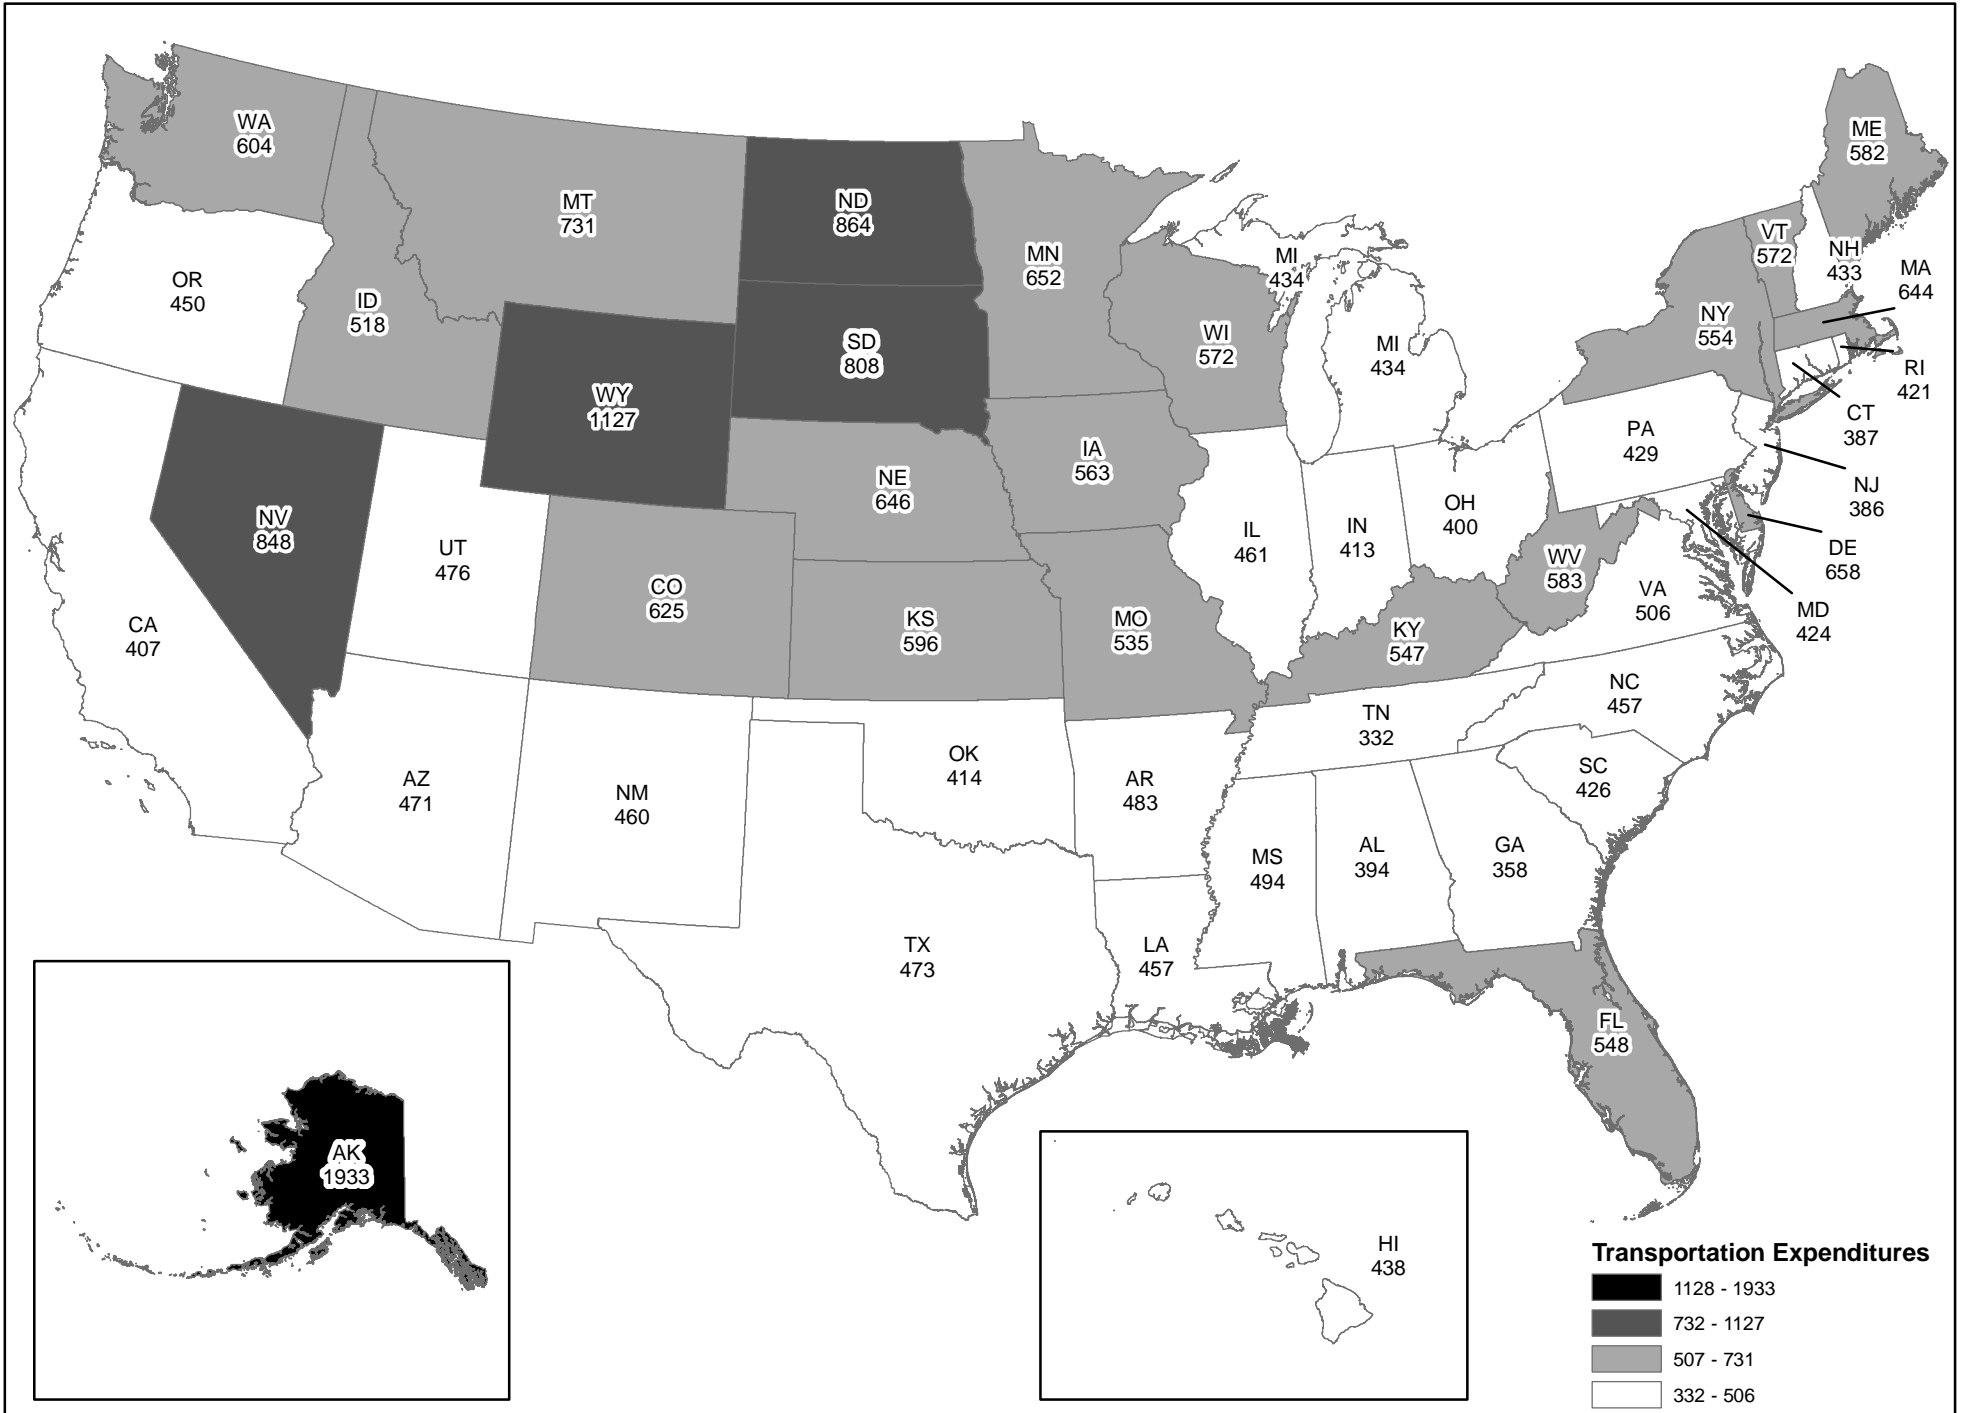 WA
604
MT
731
ND
864
MN
652
ME
582
VT
572
NH
433
MA
644
OR
450
ID
518
WY
1127
SD
808
WI
572
MI
434
MI
434
NY
554
RI
421
CT
387
PA
429
NJ
386
DE
658
MD
424
NV
848
UT
476
CO
625
NE
646
IA
563
IL
461
IN
413
OH
400
WV
583
VA
506
CA
407
KS
596
MO
535
KY
547
NC
457
TN
332
AZ
471
NM
460
OK
414
AR
483
SC
426
MS
494
AL
394
GA
358
TX
473
LA
457
FL
548
AK
1933
HI
438
Transportation Expenditures
1128 - 1933
732 - 1127
507 - 731
332 - 506